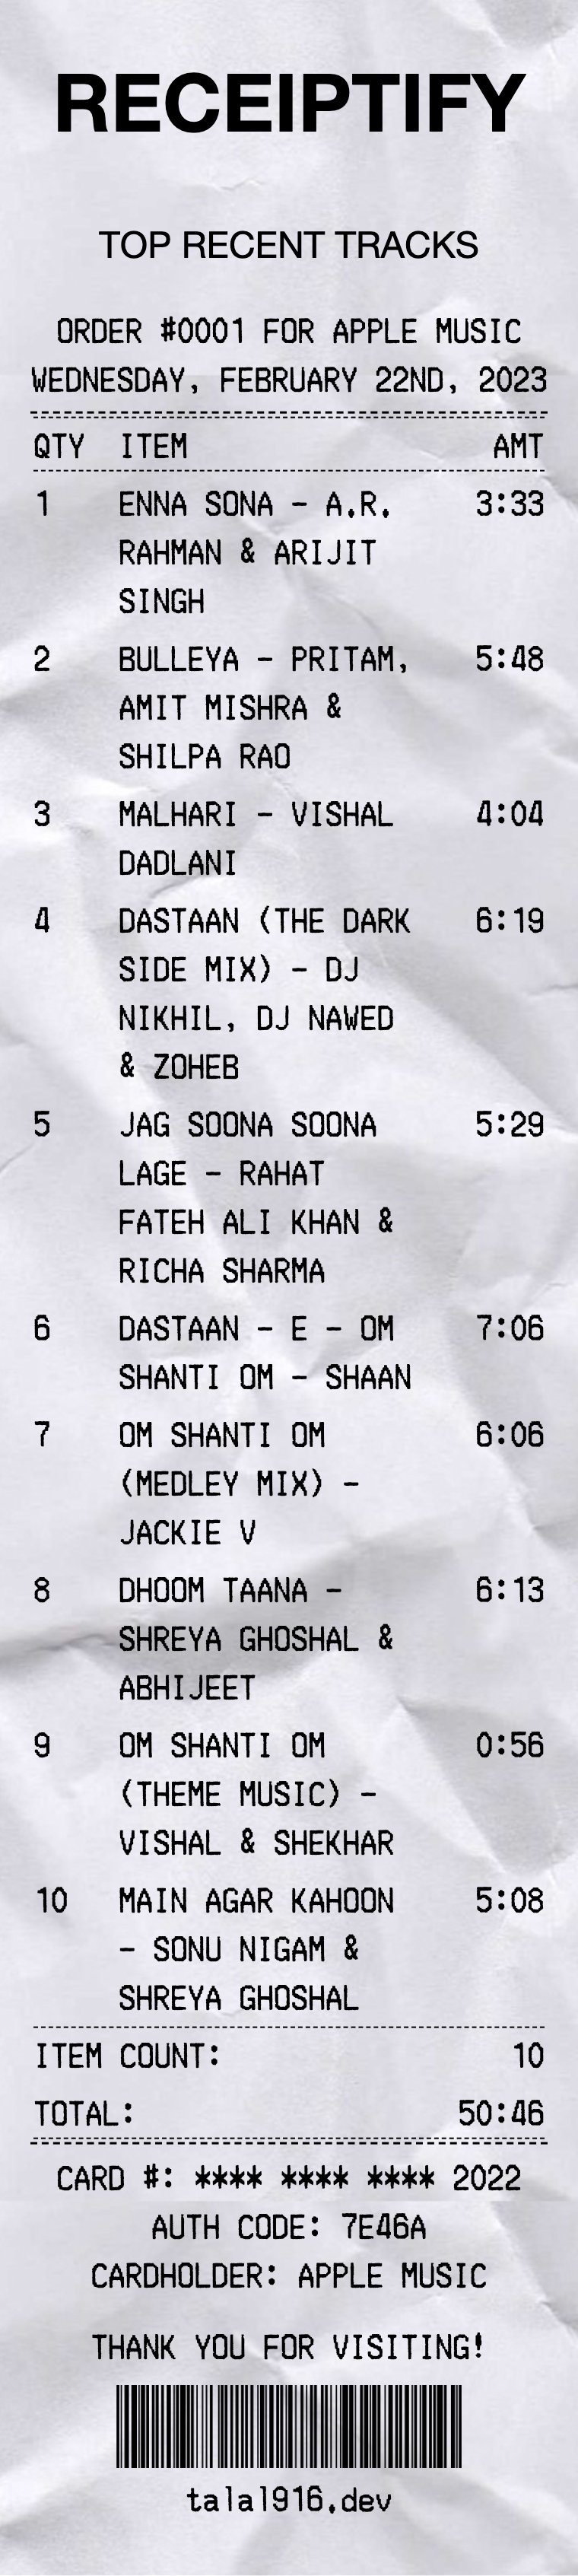 RECEIPTIFY
TOP RECENT TRACKS
ORDER #0001 FOR APPLE MUSIC
WEDNESDAY, FEBRUARY 22ND, 2023
QTY ITEM AMT
1 ENNA SONA - A.R. 3:33
RAHMAN & ARIJIT
SINGH
2 BULLEYA - PRITAM, 5:48
AMIT MISHRA &
SHILPA RAO
3 MALHARI - VISHAL 4:04
DADLANI
4 DASTAAN (THE DARK 6:19
SIDE MIX) - DJ
NIKHIL, DJ NAWED
& ZOHEB
5 JAG SOONA SOONA 5:29
LAGE - RAHAT
FATEH ALI KHAN &
RICHA SHARMA
6 DASTAAN - E - OM 7:06
SHANTI OM - SHAAN
7 OM SHANTI OM 6:06
(MEDLEY MIX) -
JACKIE V
8 DHOOM TAANA - 6:13
SHREYA GHOSHAL &
ABHIJEET
9 OM SHANTI OM 0:56
(THEME MUSIC) -
VISHAL & SHEKHAR
10 MAIN AGAR KAHOON 5:08
- SONU NIGAM &
SHREYA GHOSHAL
ITEM COUNT: 10
TOTAL: 50:46
CARD #: **** **** **** 2022
AUTH CODE: 7E46A
CARDHOLDER: APPLE MUSIC
THANK YOU FOR VISITING!
talal916.dev